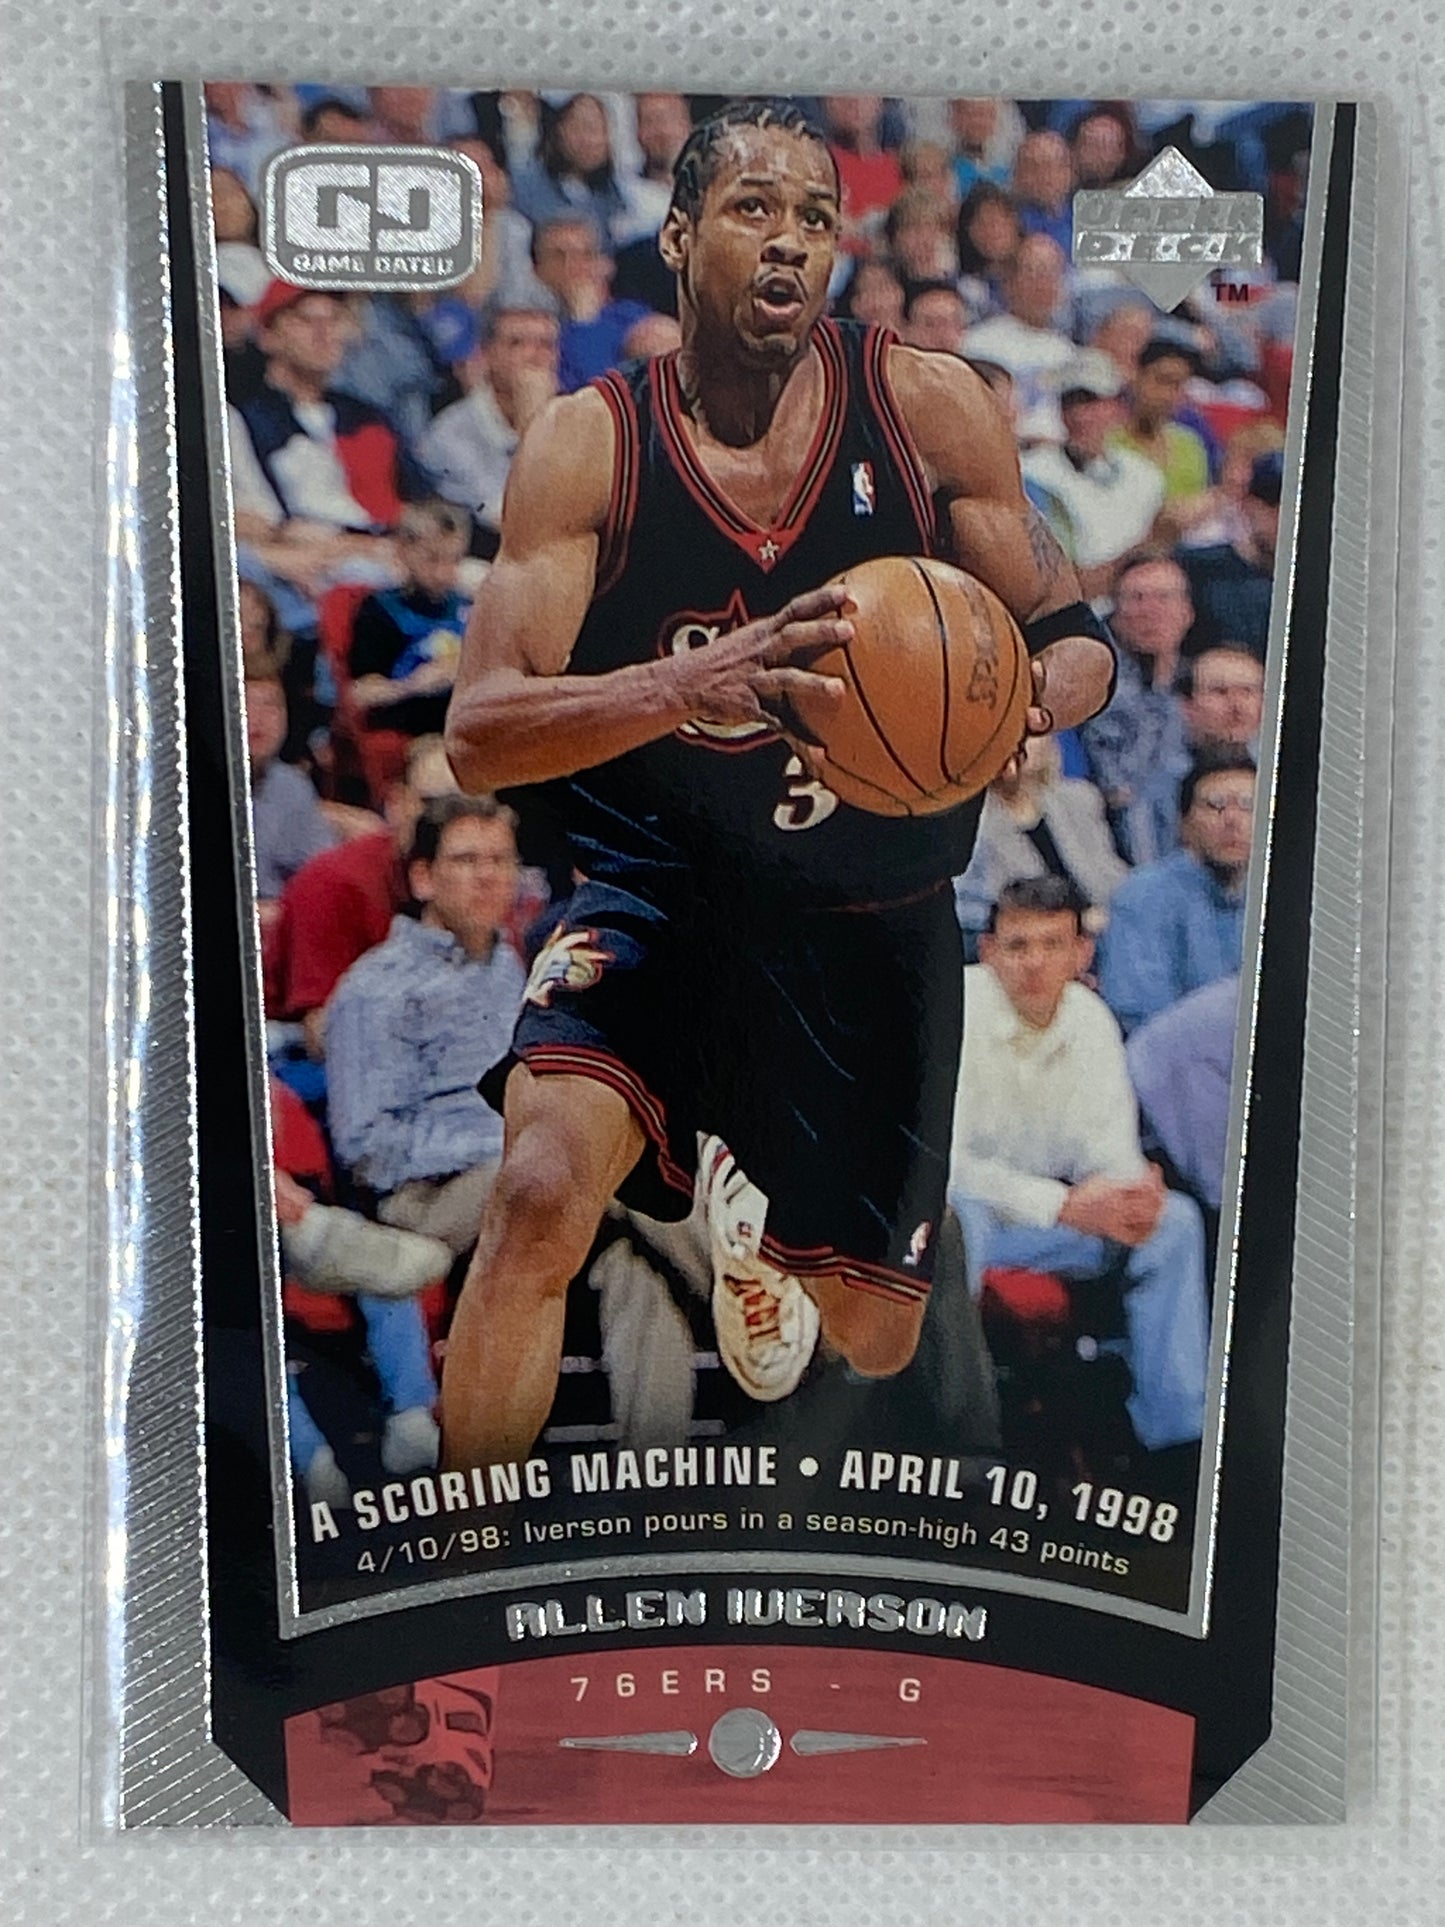 GD
GAME DATED
UPPER
DECK
TM
3
A SCORING MACHINE • APRIL 10, 1998
4/10/98: Iverson pours in a season-high 43 points
ALLEN IVERSON
76ERS - G